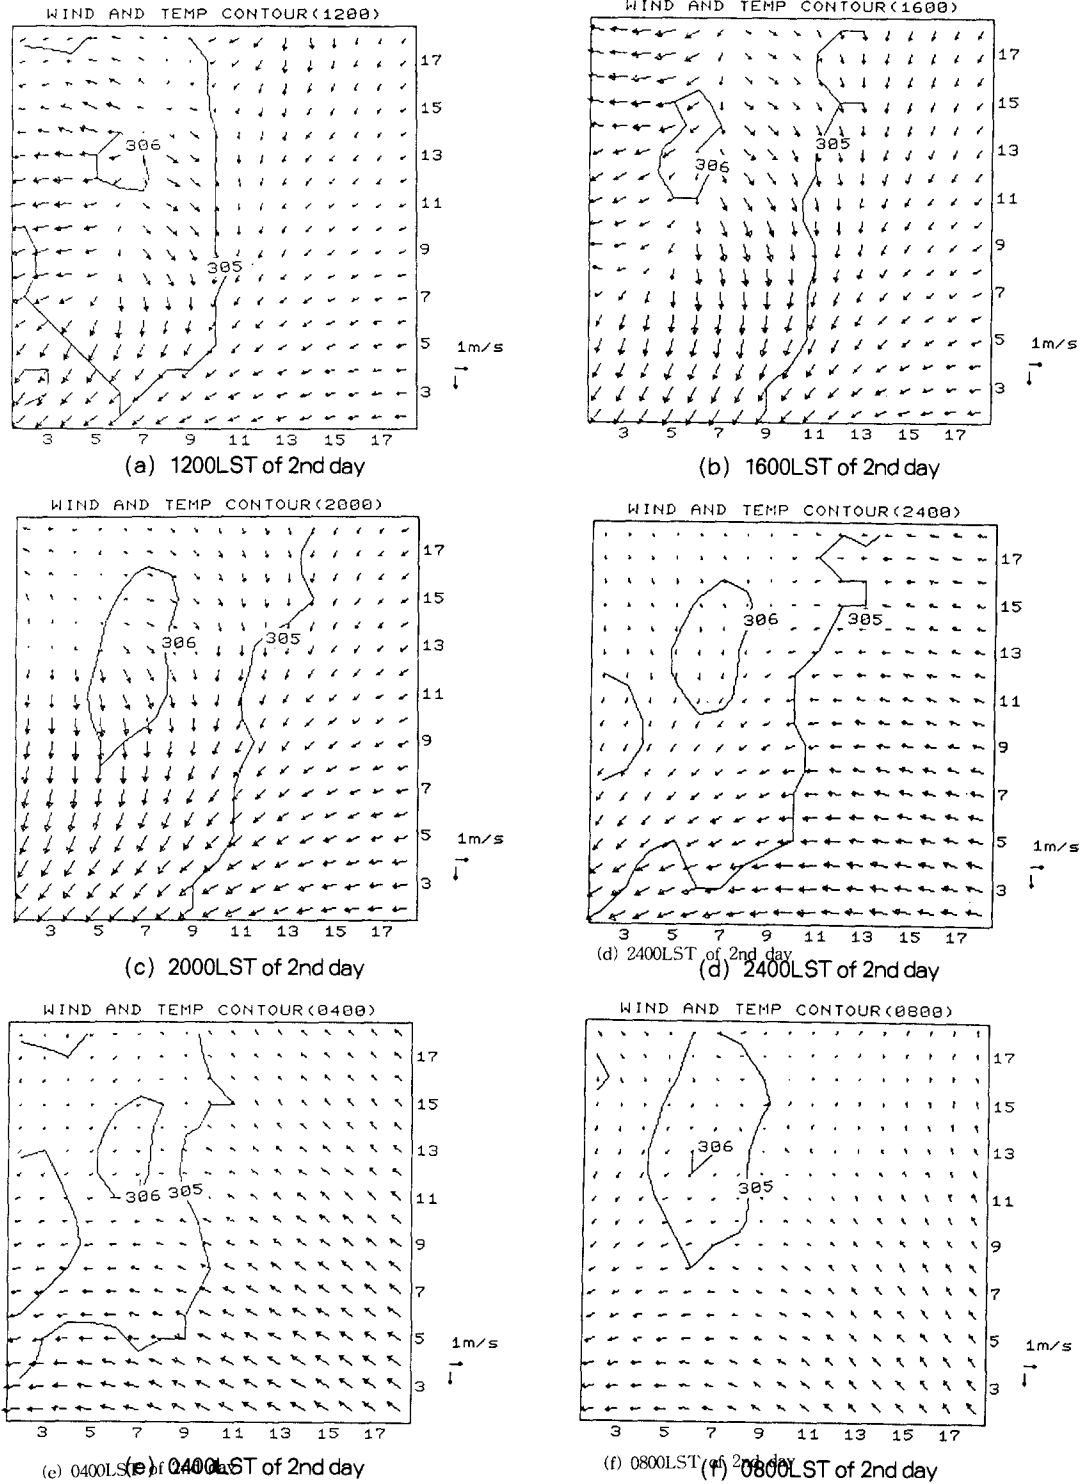 WIND AND TEMP CONTOUR(1200)
306
305
17
15
13
11
9
7
5
3
1m/s
3 5 7 9 11 13 15 17
(a) 1200LST of 2nd day
WIND AND TEMP CONTOUR(1600)
305
306
17
15
13
11
9
7
5
3
1m/s
3 5 7 9 11 13 15 17
(b) 1600LST of 2nd day
WIND AND TEMP CONTOUR(2000)
306
305
17
15
13
11
9
7
5
3
1m/s
3 5 7 9 11 13 15 17
(c) 2000LST of 2nd day
WIND AND TEMP CONTOUR(2400)
306
305
17
15
13
11
9
7
5
3
1m/s
3 5 7 9 11 13 15 17
(d) 2400LST of 2nd day
(d) 2400LST of 2nd day
WIND AND TEMP CONTOUR(0400)
306
305
17
15
13
11
9
7
5
3
1m/s
3 5 7 9 11 13 15 17
(e) 0400LST of 2nd day
(e) 0400LST of 2nd day
WIND AND TEMP CONTOUR(0800)
306
305
17
15
13
11
9
7
5
3
1m/s
3 5 7 9 11 13 15 17
(f) 0800LST of 2nd day
(f) 0800LST of 2nd day